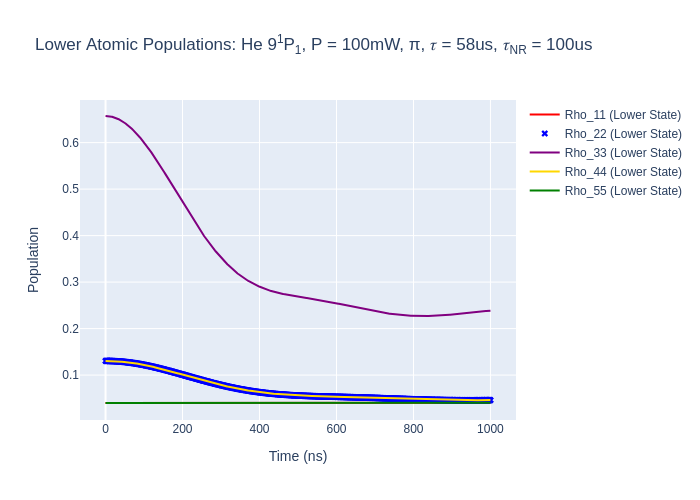 Lower Atomic Populations: He 9¹P₁, P = 100mW, π, 𝜏 = 58us, 𝜏NR = 100us
Rho_11 (Lower State)
Rho_22 (Lower State)
Rho_33 (Lower State)
Rho_44 (Lower State)
Rho_55 (Lower State)
Population
0.6
0.5
0.4
0.3
0.2
0.1
0 200 400 600 800 1000
Time (ns)